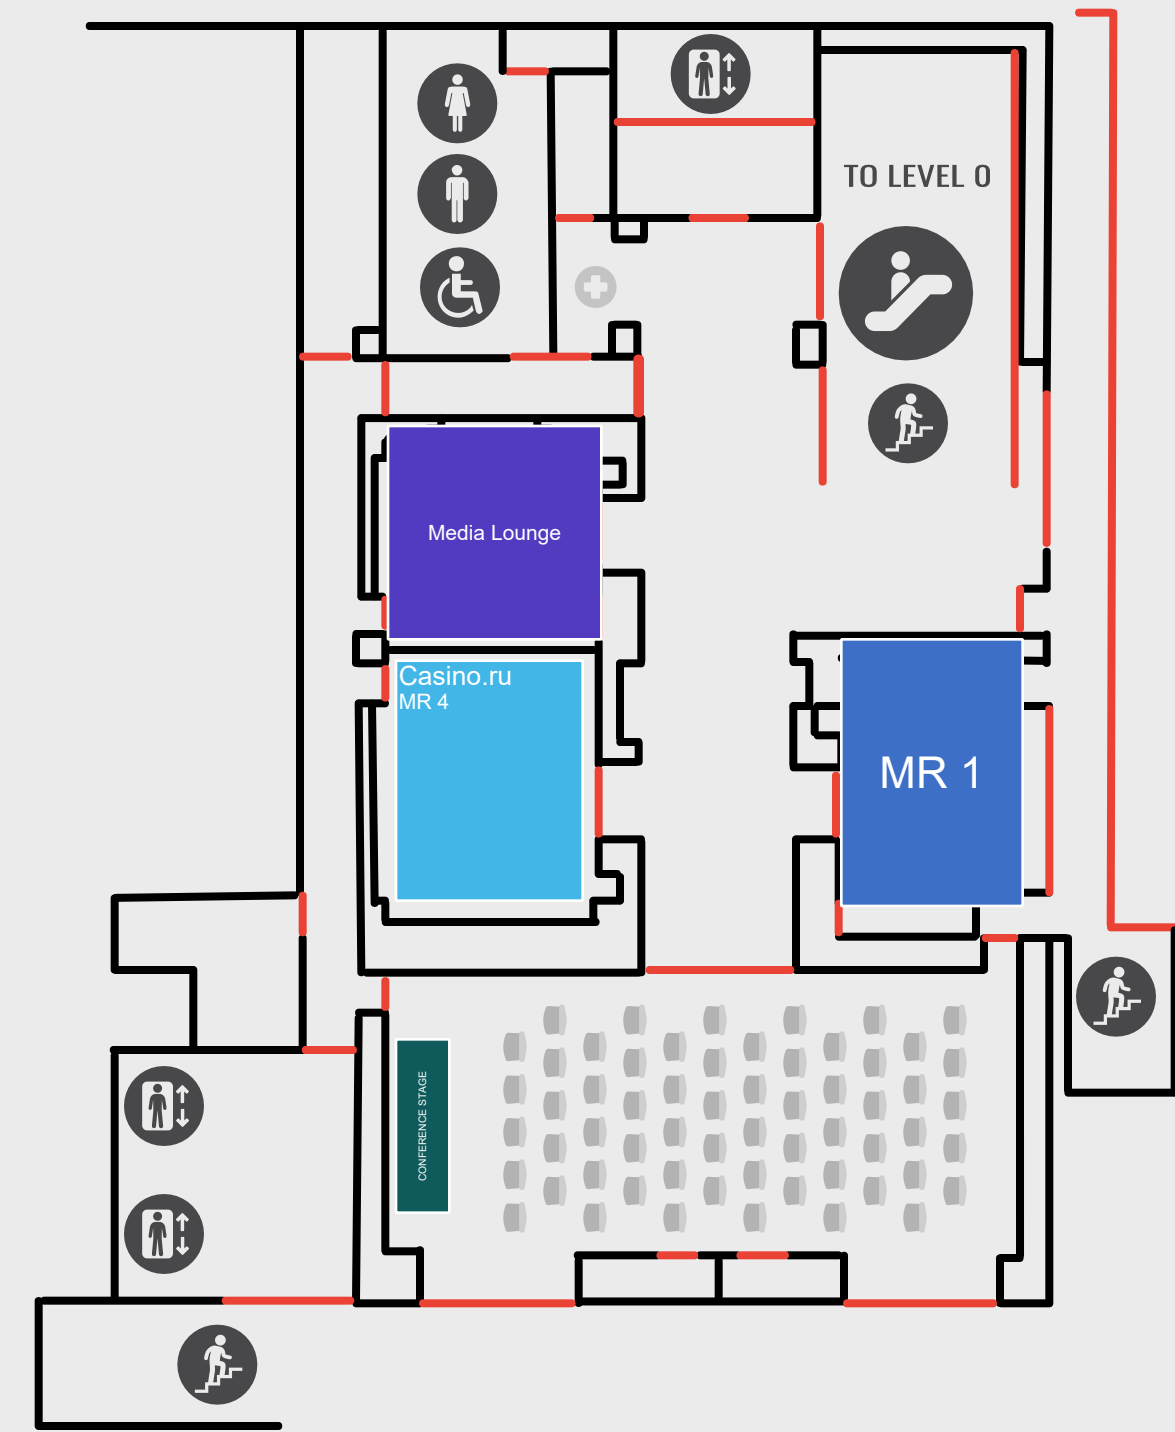 TO LEVEL 0
Media Lounge
Casino.ru
MR 4
MR 1
CONFERENCE STAGE